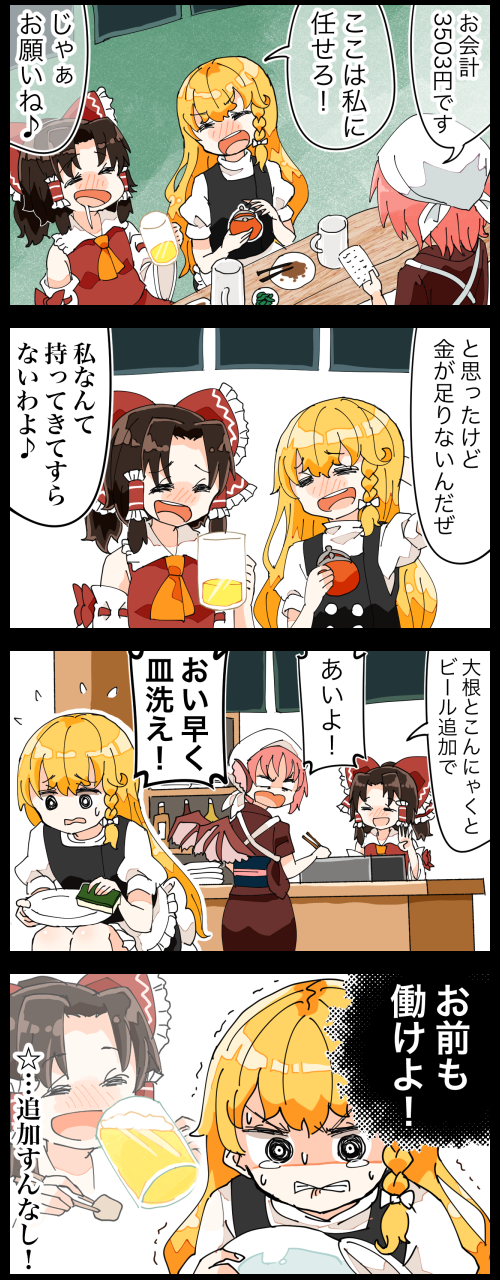 お会計
3503円です
ここは私に
任せろ！
じゃぁ
お願いね♪
と思ったけど
金が足りないんだぜ
私なんて
持ってきてすら
ないわよ♪
大根とこんにゃくと
ビール追加で
あいよ！
おい早く
皿洗え！
お前も
働けよ！
☆…追加すんなし！